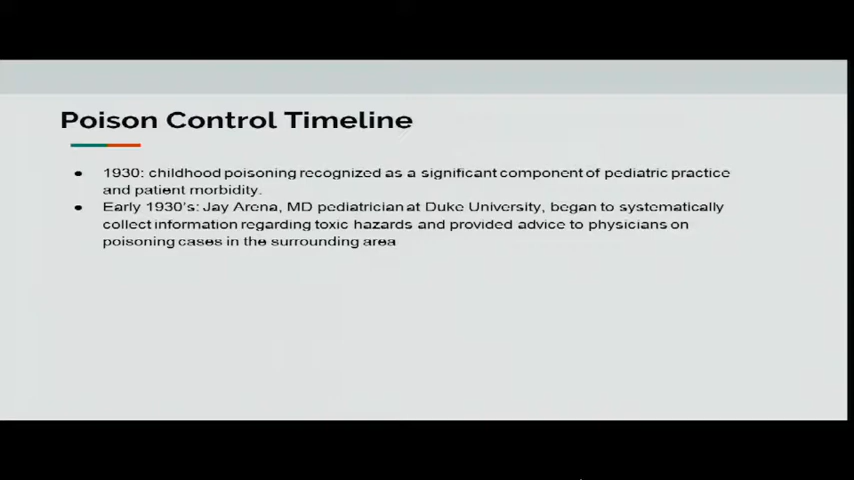 Poison Control Timeline
● 1930: childhood poisoning recognized as a significant component of pediatric practice
and patient morbidity.
● Early 1930's: Jay Arena, MD pediatrician at Duke University, began to systematically
collect information regarding toxic hazards and provided advice to physicians on
poisoning cases in the surrounding area